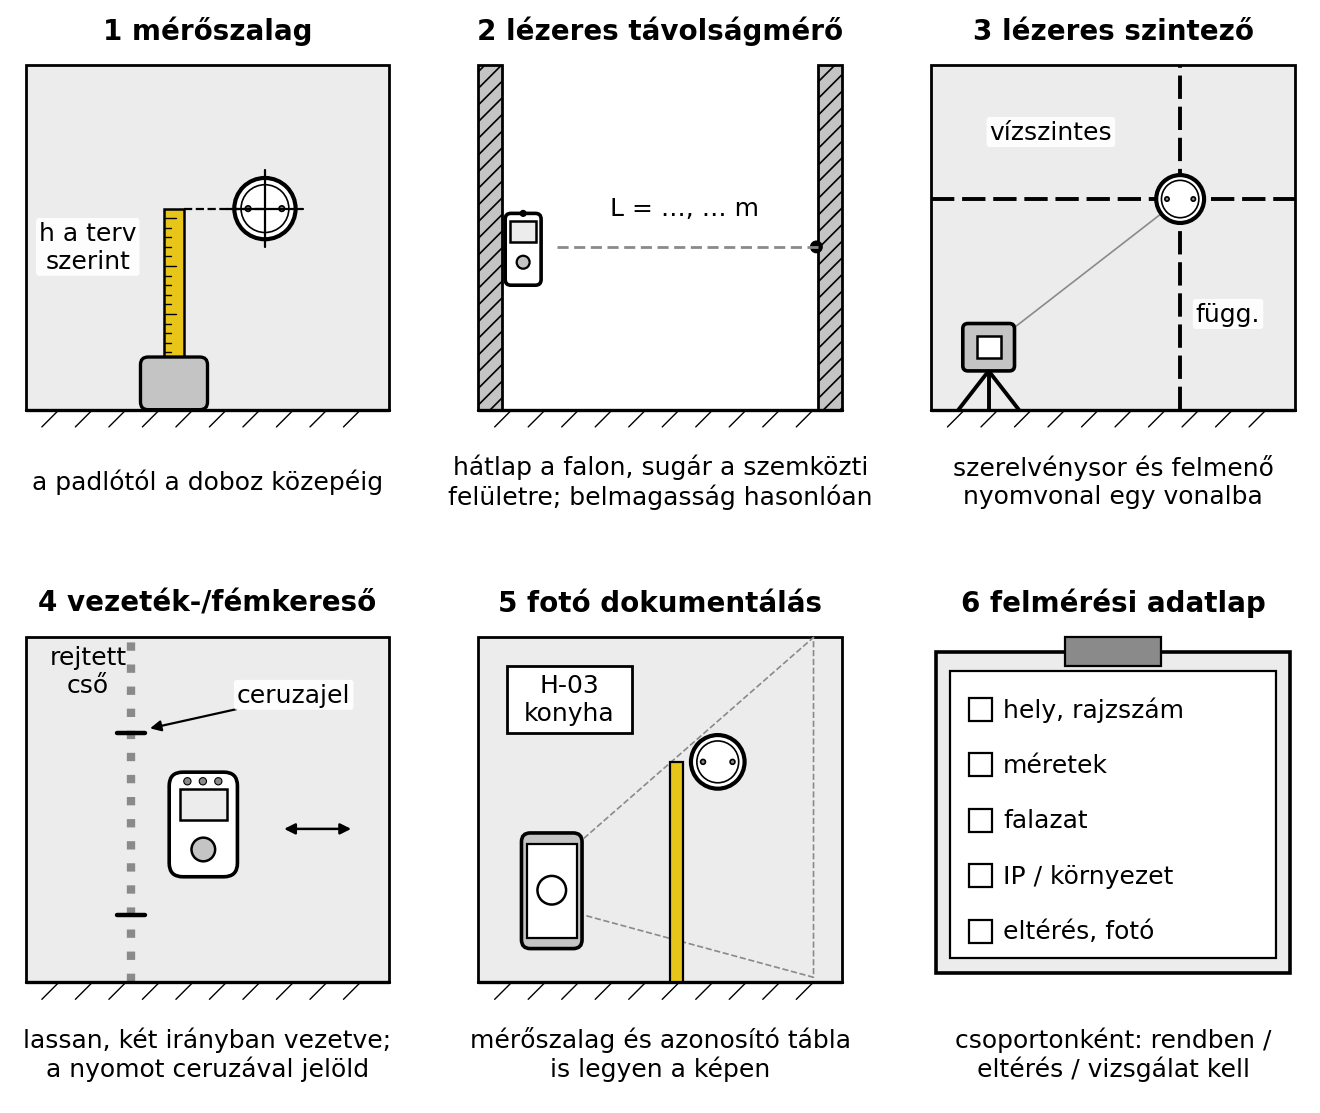 1 mérőszalag
h a terv
szerint
a padlótól a doboz közepéig
2 lézeres távolságmérő
L = ..., ... m
hátlap a falon, sugár a szemközti
felületre; belmagasság hasonlóan
3 lézeres szintező
vízszintes
függ.
szerelvénysor és felmenő
nyomvonal egy vonalba
4 vezeték-/fémkereső
rejtett
cső
ceruzajel
lassan, két irányban vezetve;
a nyomot ceruzával jelöld
5 fotó dokumentálás
H-03
konyha
mérőszalag és azonosító tábla
is legyen a képen
6 felmérési adatlap
hely, rajzszám
méretek
falazat
IP / környezet
eltérés, fotó
csoportonként: rendben /
eltérés / vizsgálat kell